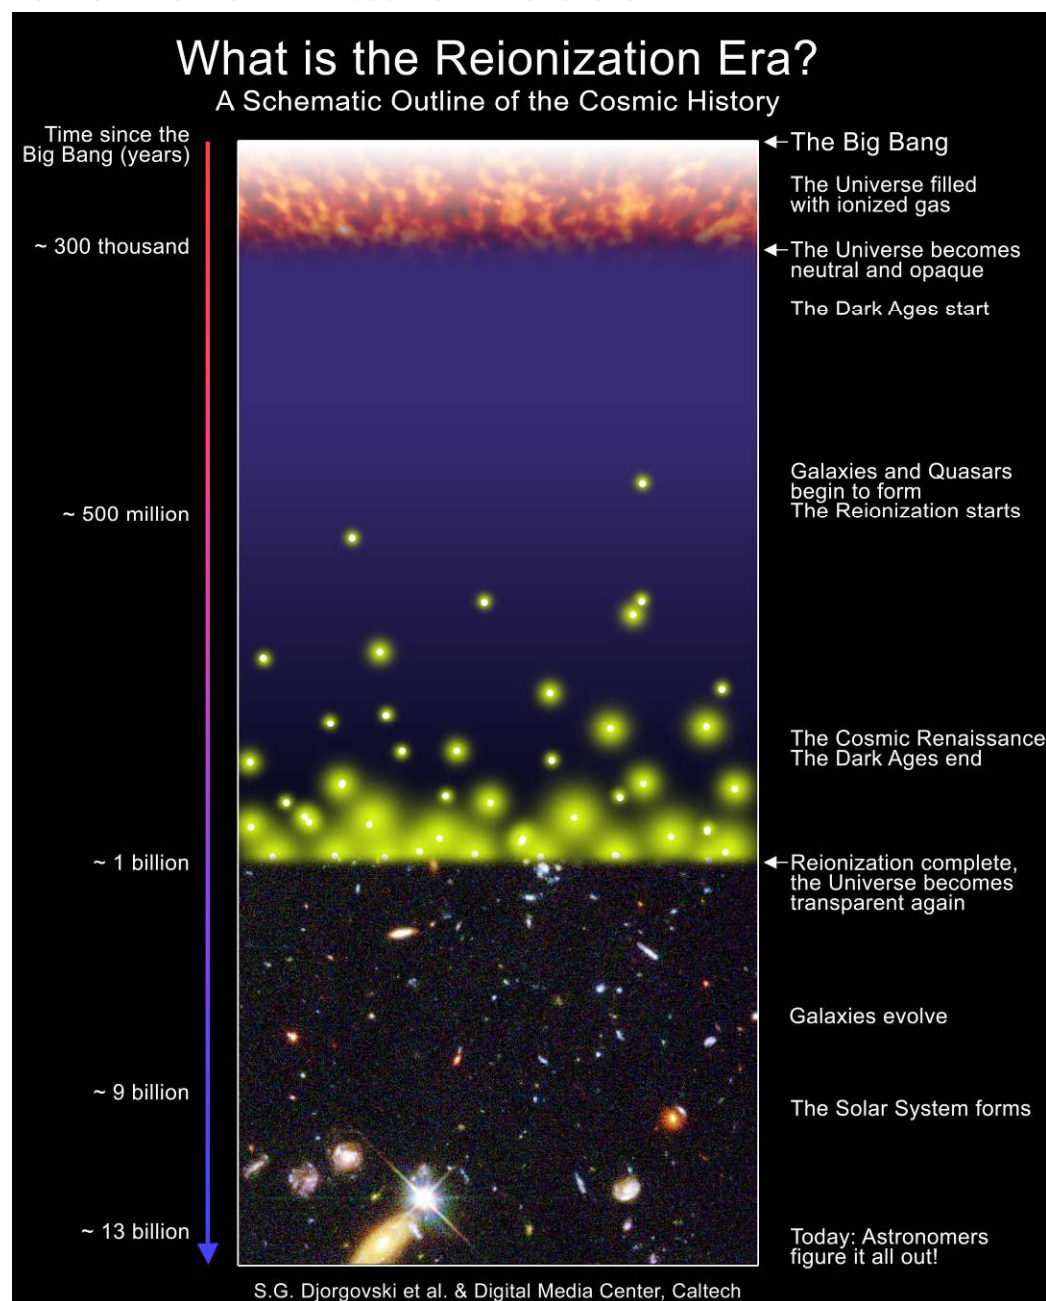 What is the Reionization Era?
A Schematic Outline of the Cosmic History
Time since the
Big Bang (years)
The Big Bang
The Universe filled
with ionized gas
~ 300 thousand
The Universe becomes
neutral and opaque
The Dark Ages start
Galaxies and Quasars
begin to form
The Reionization starts
~ 500 million
The Cosmic Renaissance
The Dark Ages end
~ 1 billion
Reionization complete,
the Universe becomes
transparent again
Galaxies evolve
~ 9 billion
The Solar System forms
~ 13 billion
Today: Astronomers
figure it all out!
S.G. Djorgovski et al. & Digital Media Center, Caltech